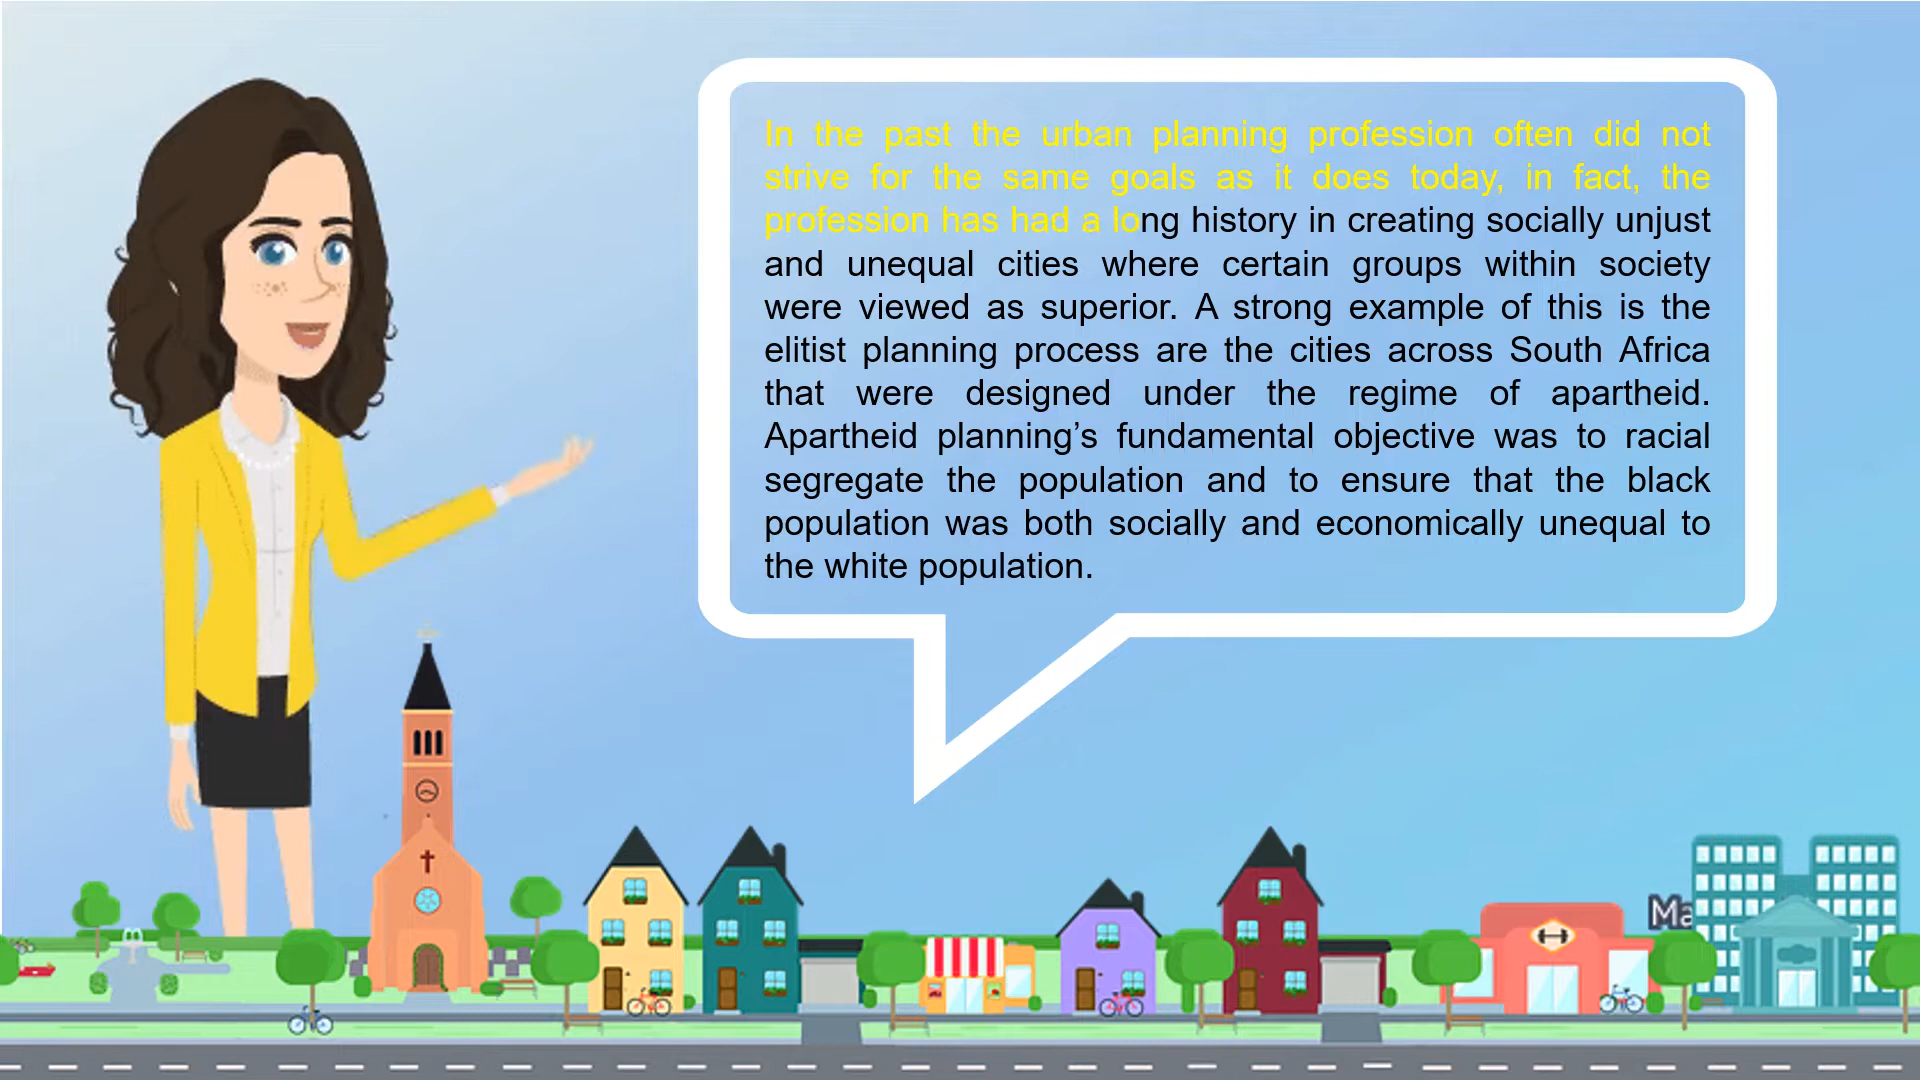 In the past the urban planning profession often did not
strive for the same goals as it does today, in fact, the
profession has had a long history in creating socially unjust
and unequal cities where certain groups within society
were viewed as superior. A strong example of this is the
elitist planning process are the cities across South Africa
that were designed under the regime of apartheid.
Apartheid planning’s fundamental objective was to racial
segregate the population and to ensure that the black
population was both socially and economically unequal to
the white population.